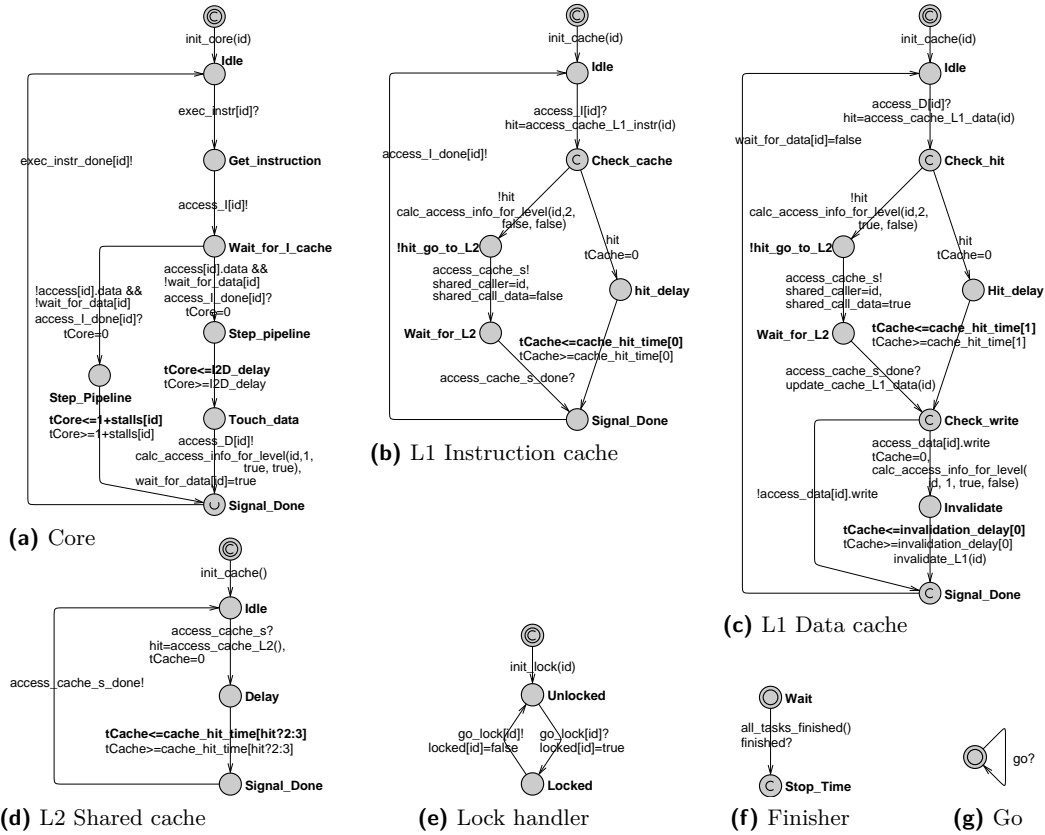 C
init_core(id)
Idle
exec_instr[id]?
exec_instr_done[id]!
Get_instruction
access_I[id]!
Wait_for_I_cache
access[id].data &&
!wait_for_data[id]
access_I_done[id]?
tCore=0
!access[id].data &&
!wait_for_data[id]
access_I_done[id]?
tCore=0
Step_pipeline
tCore<=I2D_delay
tCore>=I2D_delay
Step_Pipeline
tCore<=1+stalls[id]
tCore>=1+stalls[id]
Touch_data
access_D[id]!
calc_access_info_for_level(id,1,
true, true),
wait_for_data[id]=true
Signal_Done
(a) Core
C
init_cache(id)
Idle
access_I[id]?
hit=access_cache_L1_instr(id)
access_I_done[id]!
C
Check_cache
!hit
calc_access_info_for_level(id,2,
false, false)
hit
tCache=0
!hit_go_to_L2
access_cache_s!
shared_caller=id,
shared_call_data=false
hit_delay
Wait_for_L2
tCache<=cache_hit_time[0]
tCache>=cache_hit_time[0]
access_cache_s_done?
Signal_Done
(b) L1 Instruction cache
C
init_cache(id)
Idle
access_D[id]?
hit=access_cache_L1_data(id)
wait_for_data[id]=false
C
Check_hit
!hit
calc_access_info_for_level(id,2,
true, false)
hit
tCache=0
!hit_go_to_L2
access_cache_s!
shared_caller=id,
shared_call_data=true
Hit_delay
Wait_for_L2
tCache<=cache_hit_time[1]
tCache>=cache_hit_time[1]
access_cache_s_done?
update_cache_L1_data(id)
C
Check_write
access_data[id].write
tCache=0,
calc_access_info_for_level(
id, 1, true, false)
!access_data[id].write
Invalidate
tCache<=invalidation_delay[0]
tCache>=invalidation_delay[0]
invalidate_L1(id)
C
Signal_Done
(c) L1 Data cache
C
init_cache()
Idle
access_cache_s?
hit=access_cache_L2(),
tCache=0
access_cache_s_done!
Delay
tCache<=cache_hit_time[hit?2:3]
tCache>=cache_hit_time[hit?2:3]
Signal_Done
(d) L2 Shared cache
C
init_lock(id)
Unlocked
go_lock[id]!
locked[id]=false
go_lock[id]?
locked[id]=true
Locked
(e) Lock handler
Wait
all_tasks_finished()
finished?
C
Stop_Time
(f) Finisher
go?
(g) Go